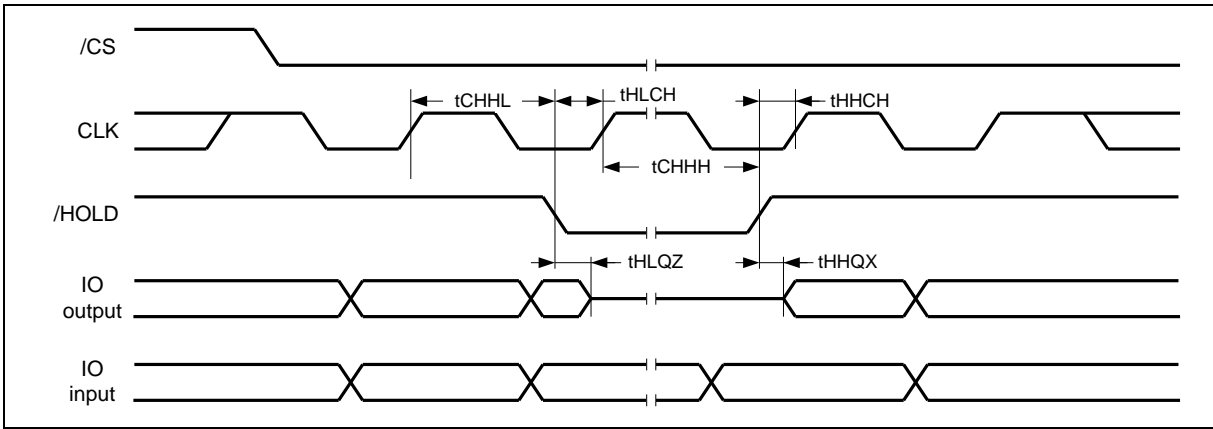 /CS
tCHHL
tHLCH
tHHCH
CLK
tCHHH
/HOLD
tHLQZ
tHHQX
IO
output
IO
input